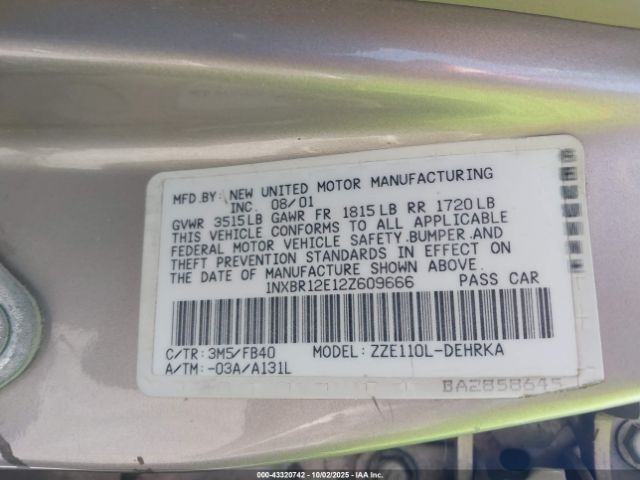 MFD.BY: NEW UNITED MOTOR MANUFACTURING
INC. 08/01
GVWR 3515LB GAWR FR 1815LB RR 1720LB
THIS VEHICLE CONFORMS TO ALL APPLICABLE
FEDERAL MOTOR VEHICLE SAFETY.BUMPER.AND
THEFT PREVENTION STANDARDS IN EFFECT ON
THE DATE OF MANUFACTURE SHOWN ABOVE.
1NXBR12E12Z609666 PASS CAR
C/TR: 3M5/FB40 MODEL: ZZE110L-DEHRKA
A/TM: -03A/A131L
BA2858645
00-43320742 - 10/02/2025 - IAA Inc.